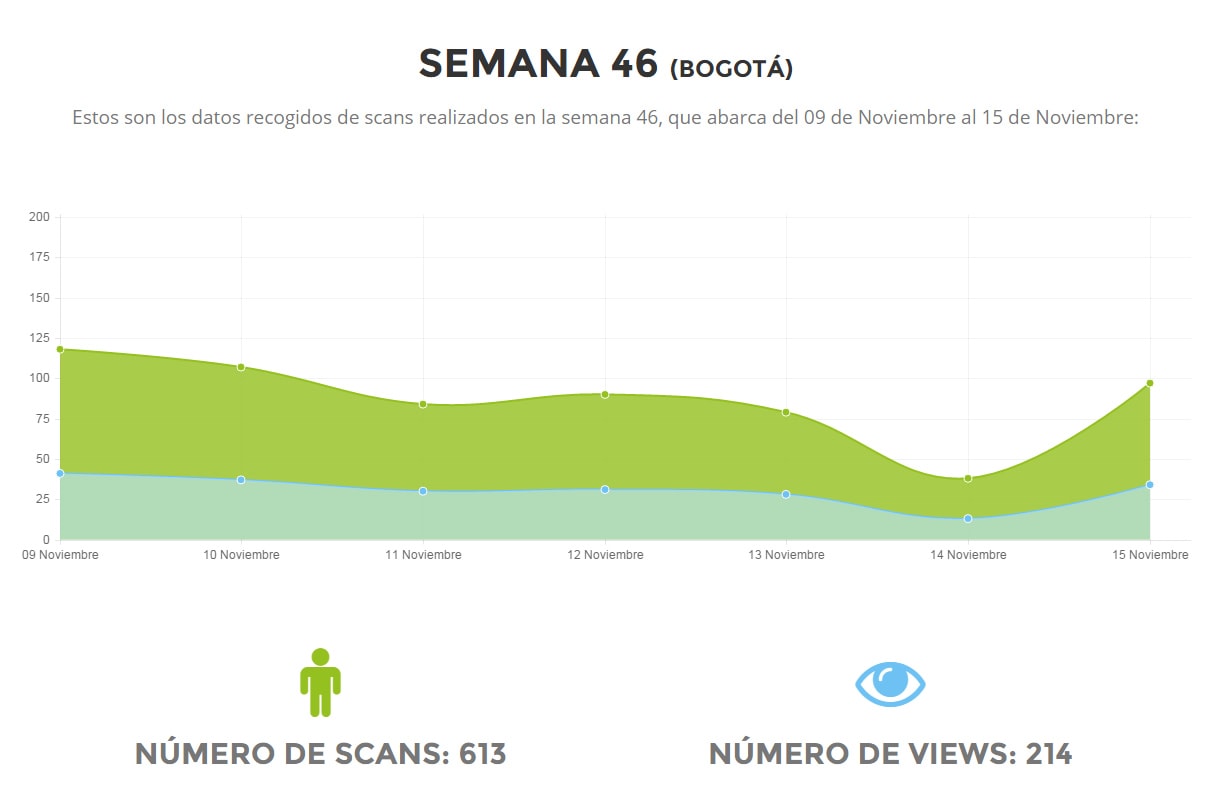 SEMANA 46 (BOGOTÁ)
Estos son los datos recogidos de scans realizados en la semana 46, que abarca del 09 de Noviembre al 15 de Noviembre:
200
175
150
125
100
75
50
25
0
09 Noviembre 10 Noviembre 11 Noviembre 12 Noviembre 13 Noviembre 14 Noviembre 15 Noviembre
NÚMERO DE SCANS: 613 NÚMERO DE VIEWS: 214